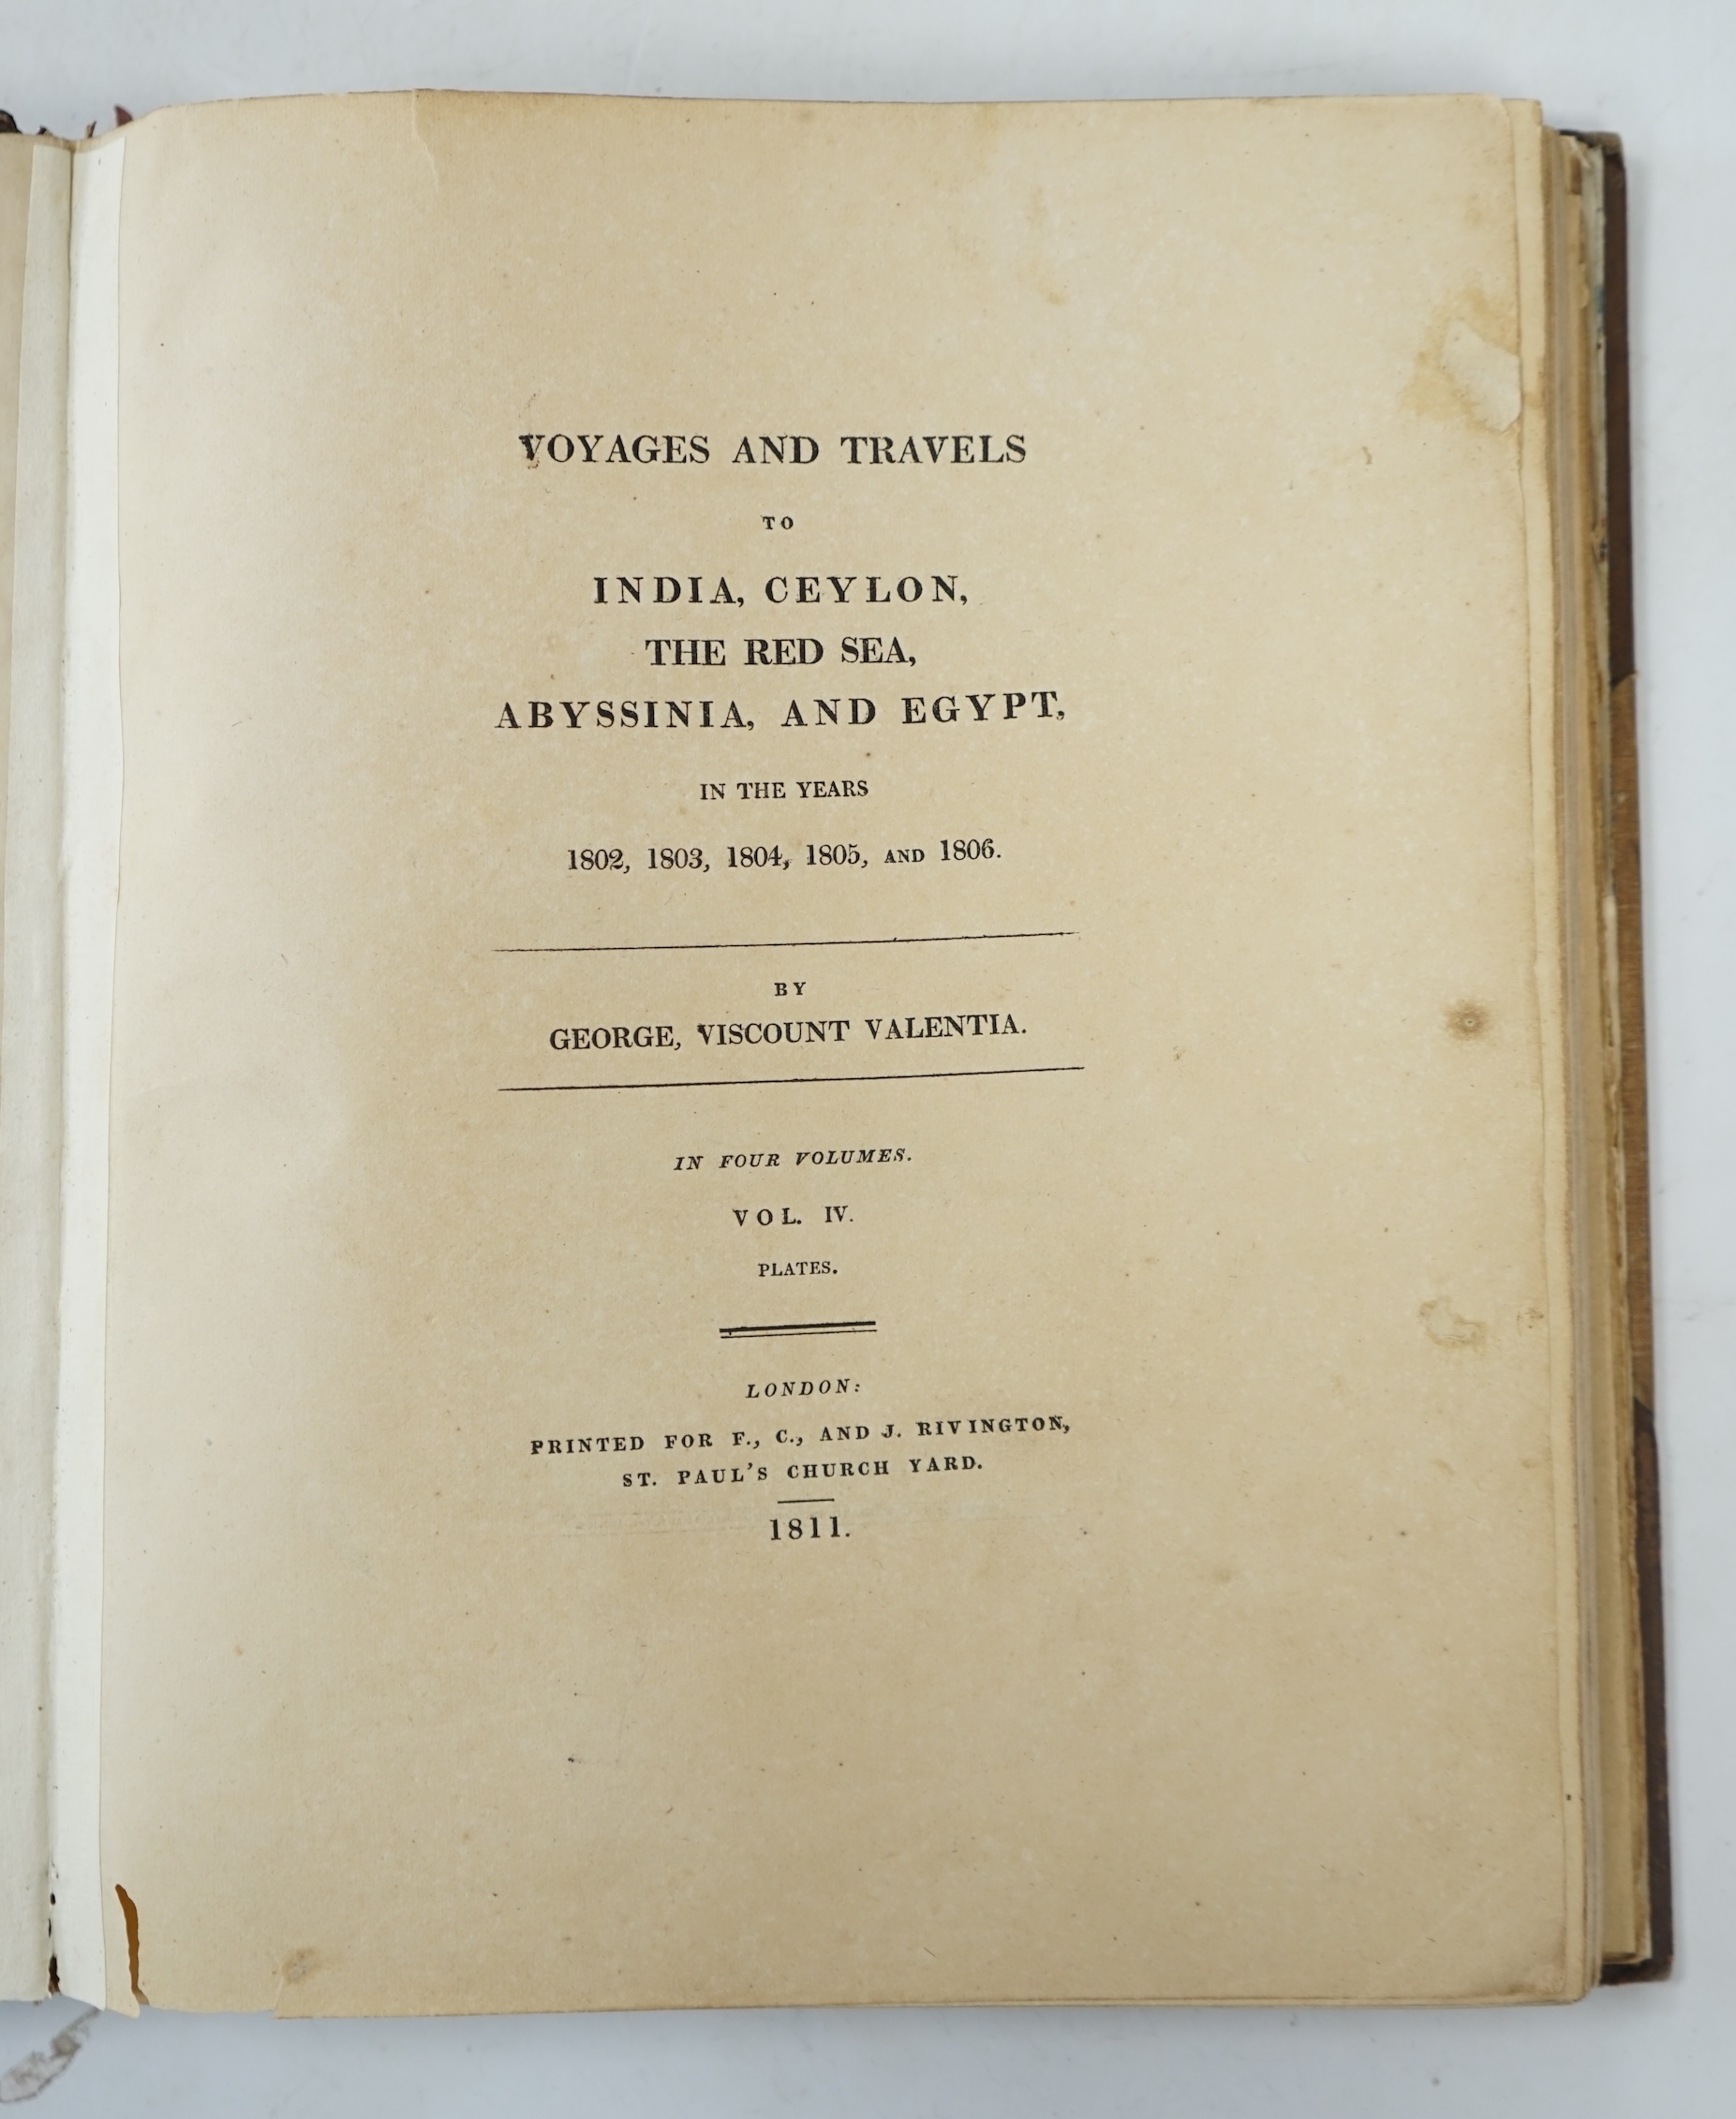 VOYAGES AND TRAVELS
TO
INDIA, CEYLON,
THE RED SEA,
ABYSSINIA, AND EGYPT,
IN THE YEARS
1802, 1803, 1804, 1805, AND 1806.
BY
GEORGE, VISCOUNT VALENTIA.
IN FOUR VOLUMES.
VOL. IV.
PLATES.
LONDON:
PRINTED FOR F., C., AND J. RIVINGTON,
ST. PAUL'S CHURCH YARD.
1811.